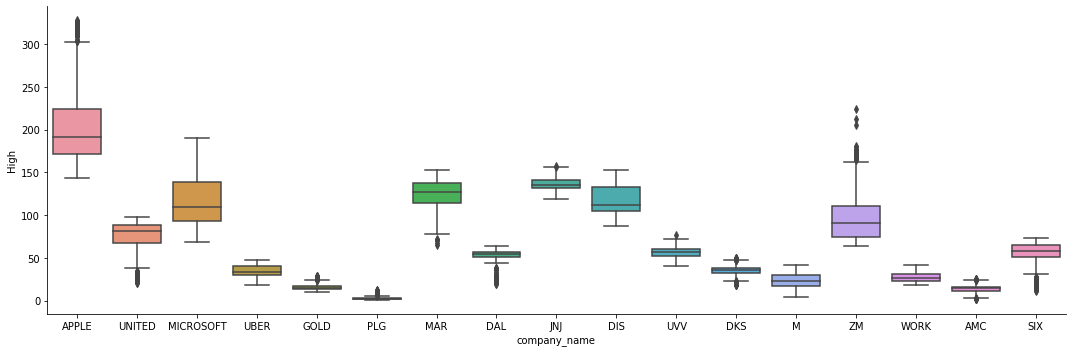 High
300
250
200
150
100
50
0
APPLE UNITED MICROSOFT UBER GOLD PLG MAR DAL JNJ DIS UVV DKS M ZM WORK AMC SIX
company_name